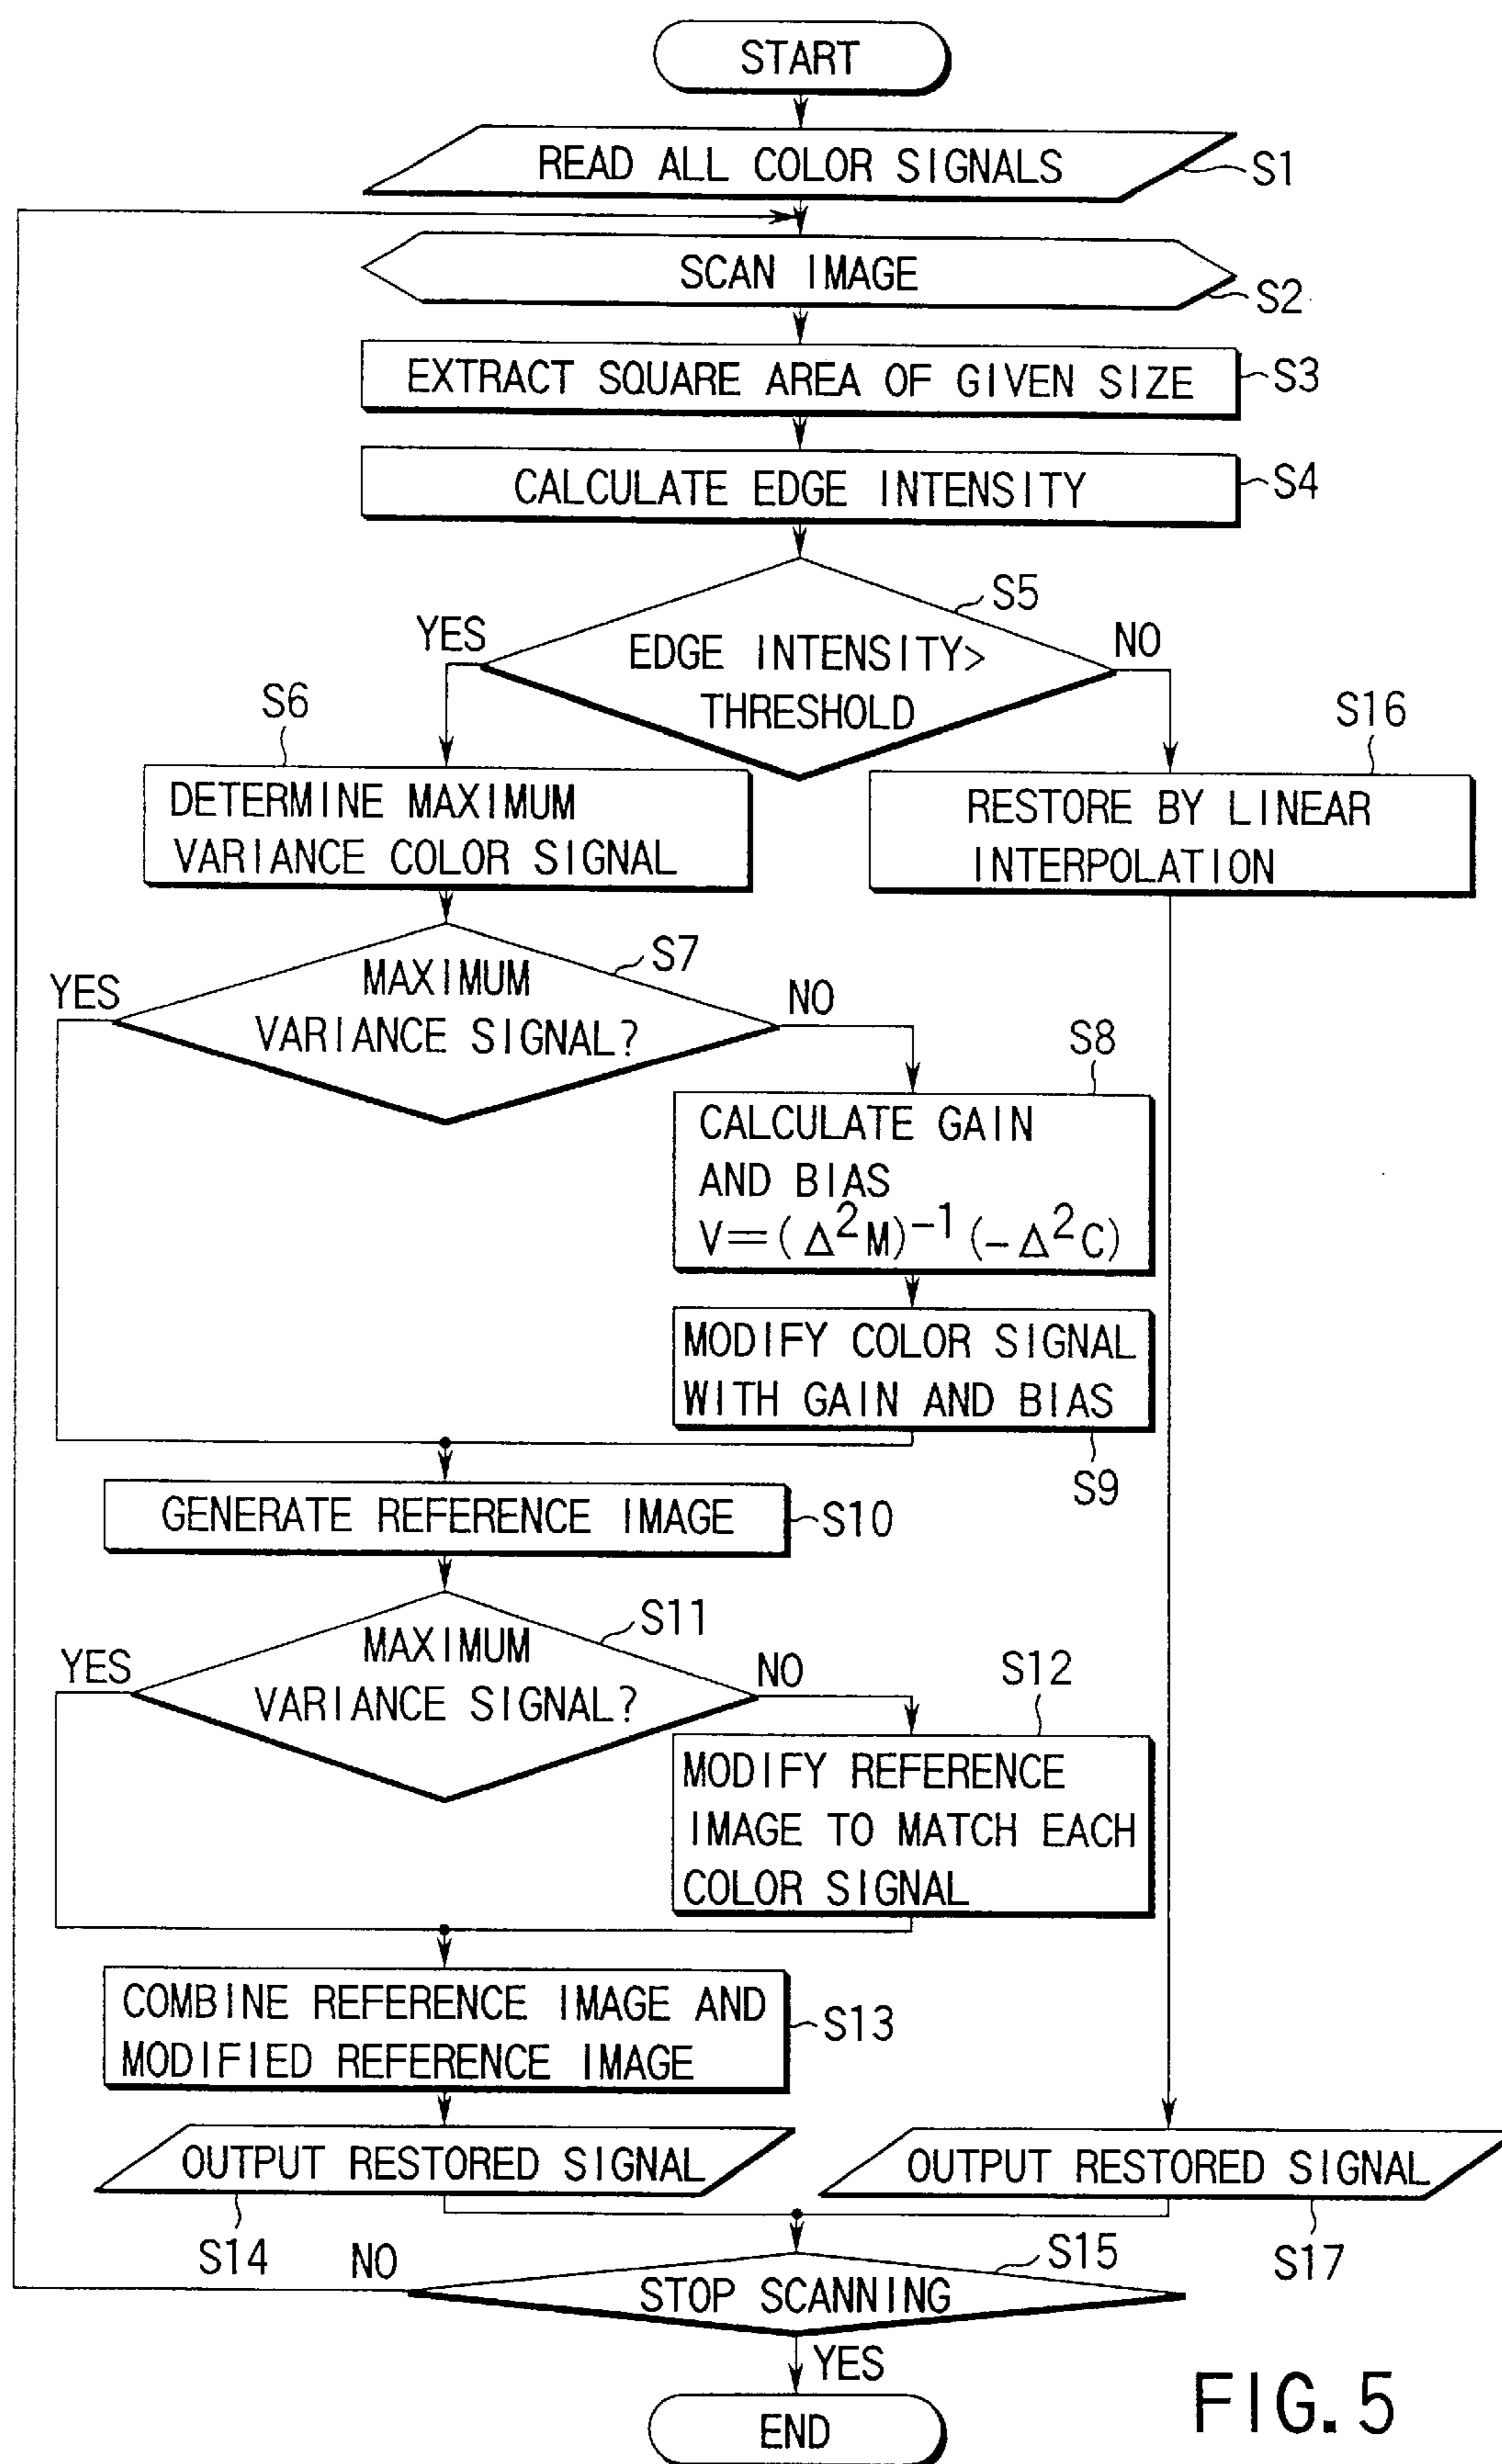 START
READ ALL COLOR SIGNALS
S1
SCAN IMAGE
S2
EXTRACT SQUARE AREA OF GIVEN SIZE
S3
CALCULATE EDGE INTENSITY
S4
S5
YES
EDGE INTENSITY>
THRESHOLD
NO
S6
DETERMINE MAXIMUM
VARIANCE COLOR SIGNAL
S16
RESTORE BY LINEAR
INTERPOLATION
S7
YES
MAXIMUM
VARIANCE SIGNAL?
NO
S8
CALCULATE GAIN
AND BIAS
V=(Δ²M)⁻¹(-Δ²C)
MODIFY COLOR SIGNAL
WITH GAIN AND BIAS
S9
GENERATE REFERENCE IMAGE
S10
S11
YES
MAXIMUM
VARIANCE SIGNAL?
NO
S12
MODIFY REFERENCE
IMAGE TO MATCH EACH
COLOR SIGNAL
COMBINE REFERENCE IMAGE AND
MODIFIED REFERENCE IMAGE
S13
OUTPUT RESTORED SIGNAL
S14
OUTPUT RESTORED SIGNAL
S17
NO
S15
STOP SCANNING
YES
END
FIG. 5